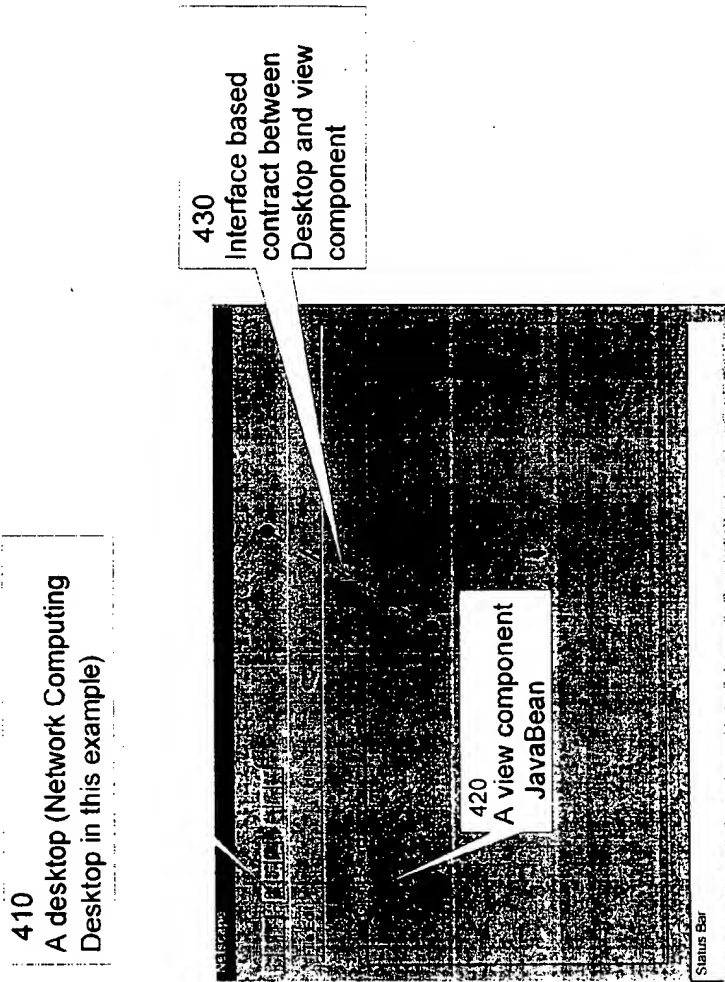 410
A desktop (Network Computing
Desktop in this example)
430
Interface based
contract between
Desktop and view
component
420
A view component
JavaBean
Status Bar